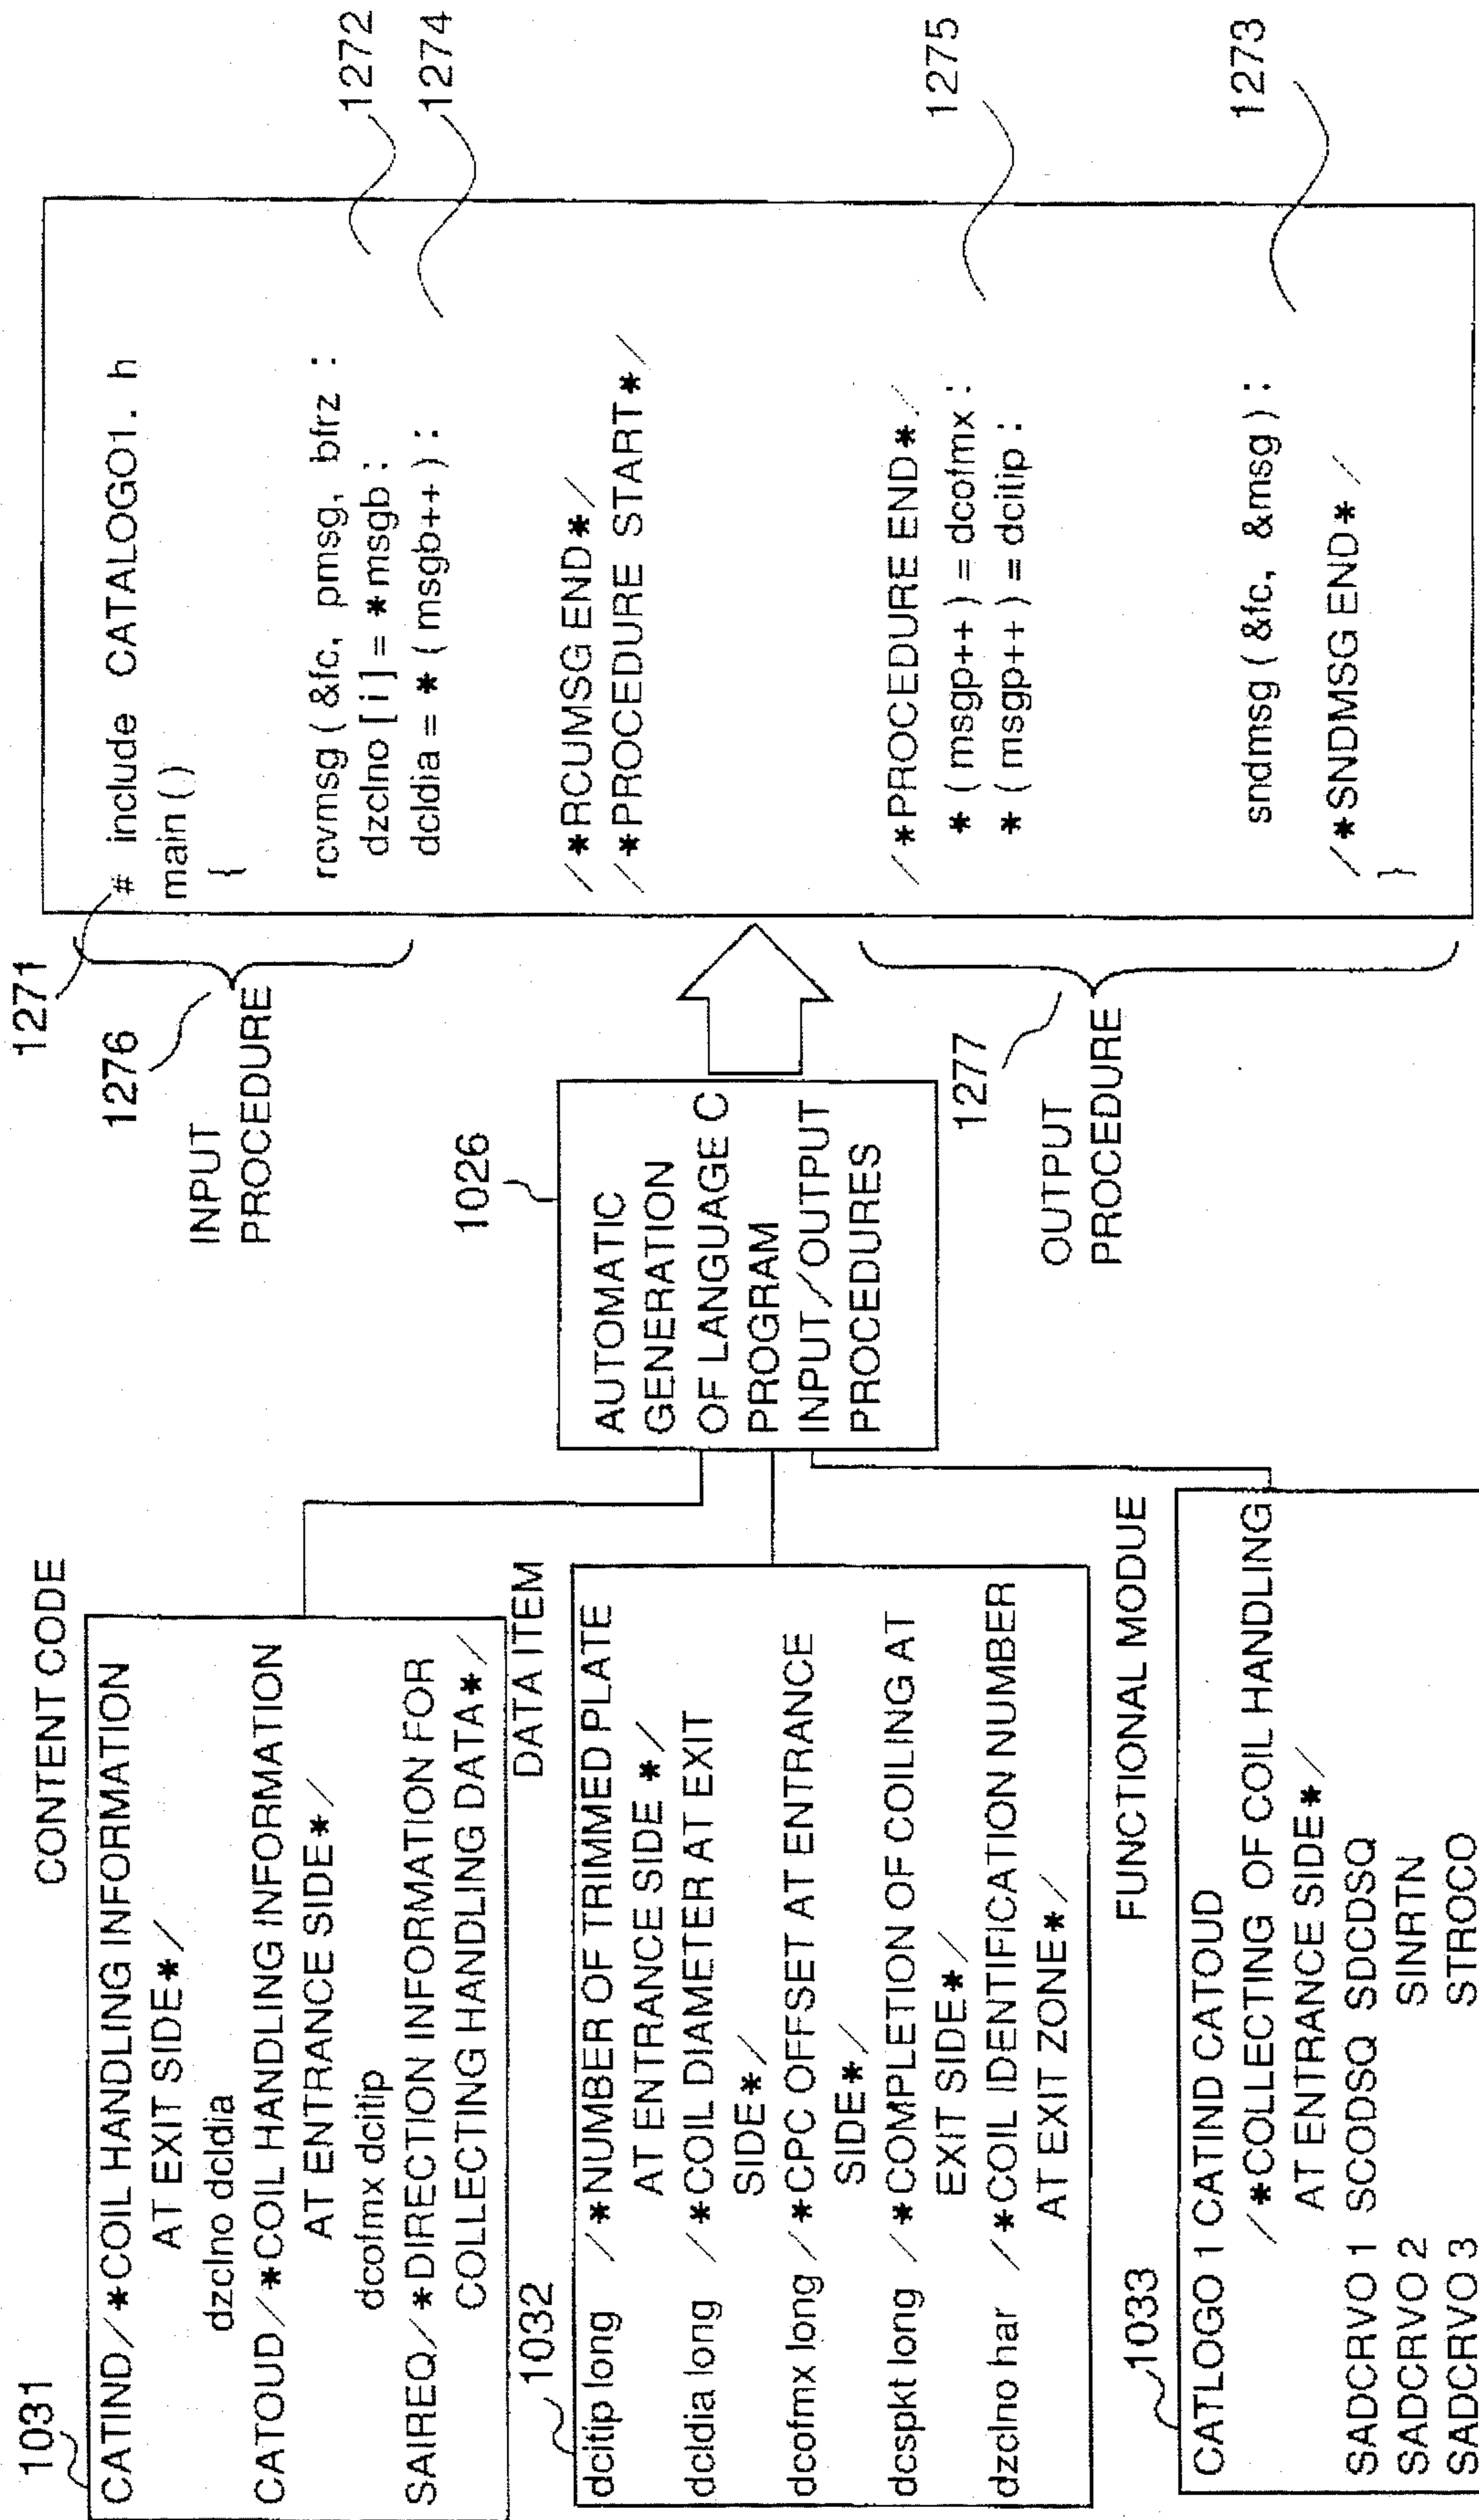 1031
CONTENT CODE
CATIND/*COIL HANDLING INFORMATION
AT EXIT SIDE*/
dzclno dcldia
CATOUD/*COIL HANDLING INFORMATION
AT ENTRANCE SIDE*/
dcofmx dcitip
SAIREQ/*DIRECTION INFORMATION FOR
COLLECTING HANDLING DATA*/
1032
DATA ITEM
dcitip long /*NUMBER OF TRIMMED PLATE
AT ENTRANCE SIDE */
dcldia long /*COIL DIAMETER AT EXIT
SIDE*/
dcofmx long /*CPC OFFSET AT ENTRANCE
SIDE*/
dcspkt long /*COMPLETION OF COILING AT
EXIT SIDE*/
dzclno har /*COIL IDENTIFICATION NUMBER
AT EXIT ZONE*/
1033
FUNCTIONAL MODUE
CATLOGO 1 CATIND CATOUD
/*COLLECTING OF COIL HANDLING
AT ENTRANCE SIDE*/
SADCRVO 1 SCODSQ SDCDSQ
SADCRVO 2 SINRTN
SADCRVO 3 STROCO
1026
AUTOMATIC
GENERATION
OF LANGUAGE C
PROGRAM
INPUT/OUTPUT
PROCEDURES
1271
1276
INPUT
PROCEDURE
1277
OUTPUT
PROCEDURE
# include CATALOGO1. h
main ()
{
rcvmsg ( &fc, pmsg, bfrz :
dzclno [ i ] = *msgb :
dcldia = * ( msgb++ ) :
/*RCUMSG END*/
/*PROCEDURE START*/
/*PROCEDURE END*/
* ( msgp++ ) = dcofmx :
* ( msgp++ ) = dcitip :
sndmsg ( &fc, &msg ) :
/*SNDMSG END*/
}
1272
1274
1275
1273